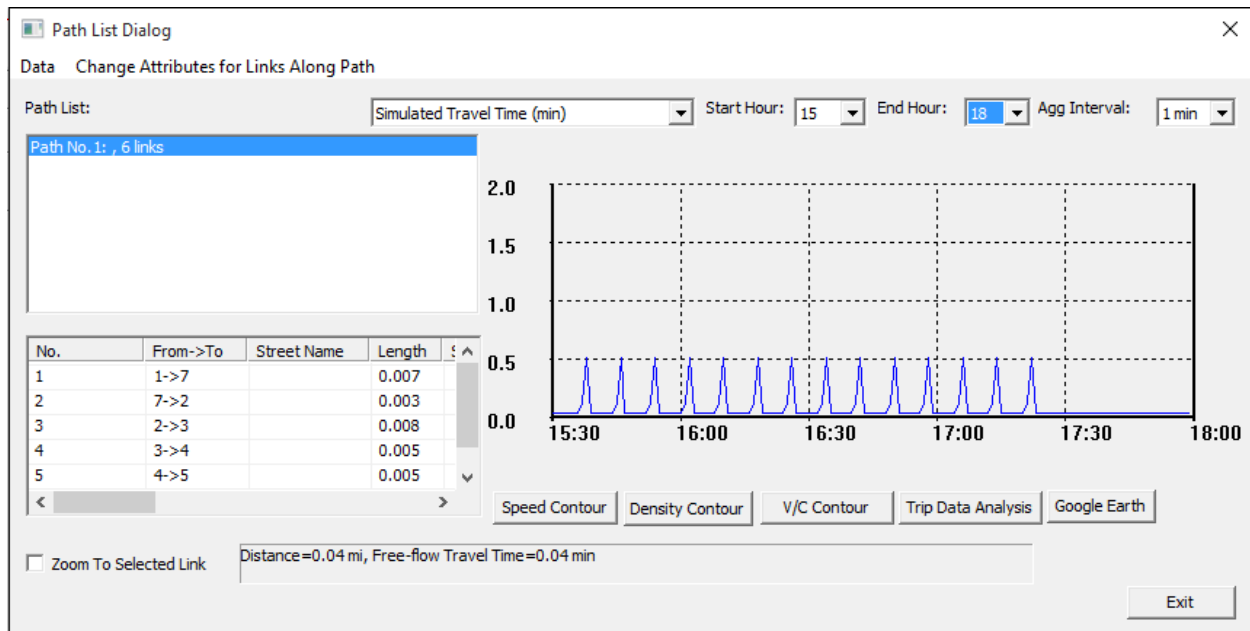 Path List Dialog
Data Change Attributes for Links Along Path
Path List: Simulated Travel Time (min) Start Hour: 15 End Hour: 18 Agg Interval: 1 min
Path No.1: , 6 links
2.0
1.5
1.0
0.5
0.0
15:30 16:00 16:30 17:00 17:30 18:00
No. From->To Street Name Length
1 1->7 0.007
2 7->2 0.003
3 2->3 0.008
4 3->4 0.005
5 4->5 0.005
Speed Contour Density Contour V/C Contour Trip Data Analysis Google Earth
Zoom To Selected Link Distance=0.04 mi, Free-flow Travel Time=0.04 min
Exit